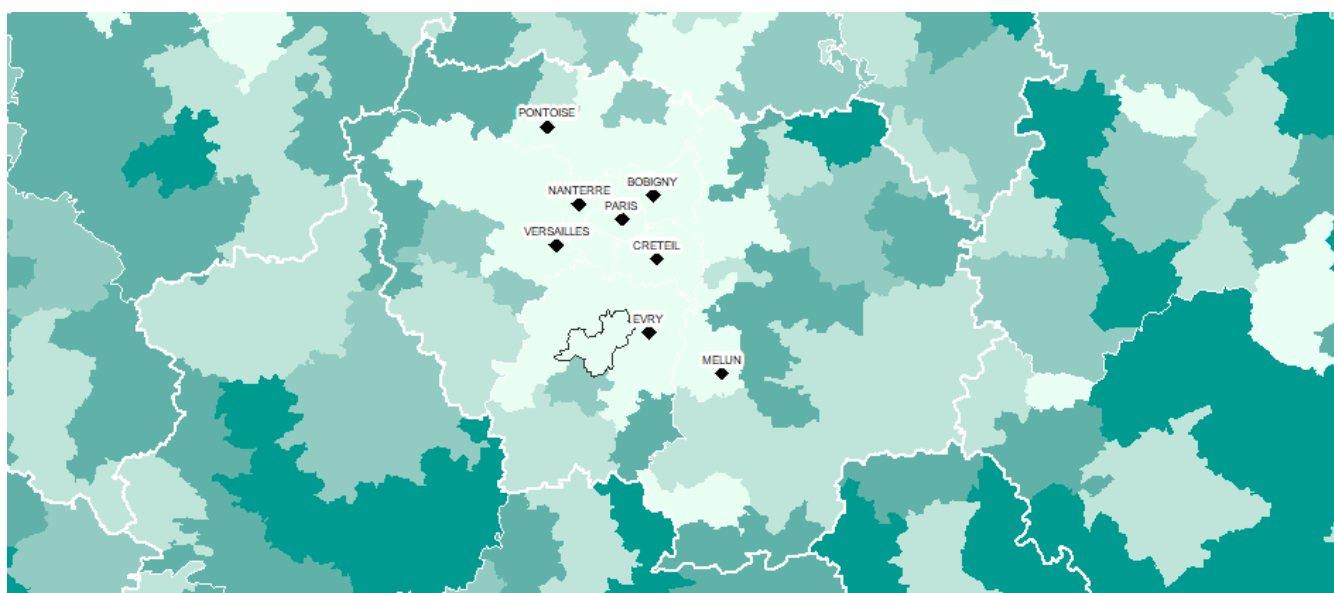 PONTOISE
NANTERRE
BOBIGNY
PARIS
VERSAILLES
CRETEIL
EVRY
MELUN